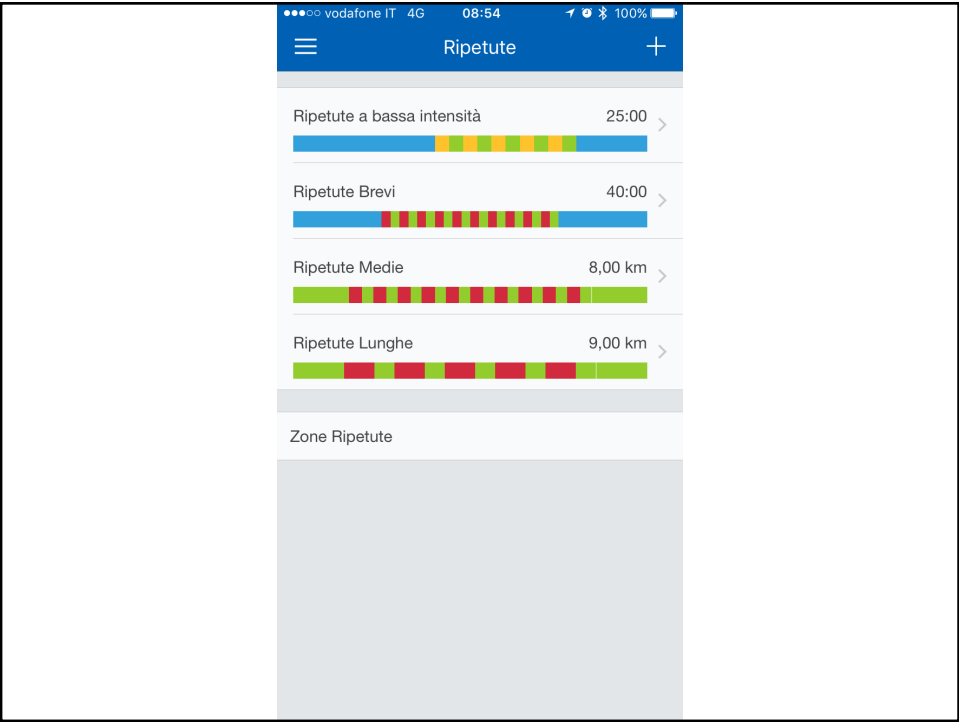 vodafone IT 4G 08:54 100%
Ripetute
Ripetute a bassa intensità 25:00
Ripetute Brevi 40:00
Ripetute Medie 8,00 km
Ripetute Lunghe 9,00 km
Zone Ripetute